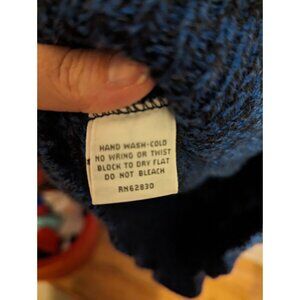 HAND WASH-COLD
NO WRING OR TWIST
BLOCK TO DRY FLAT
DO NOT BLEACH
RN62830